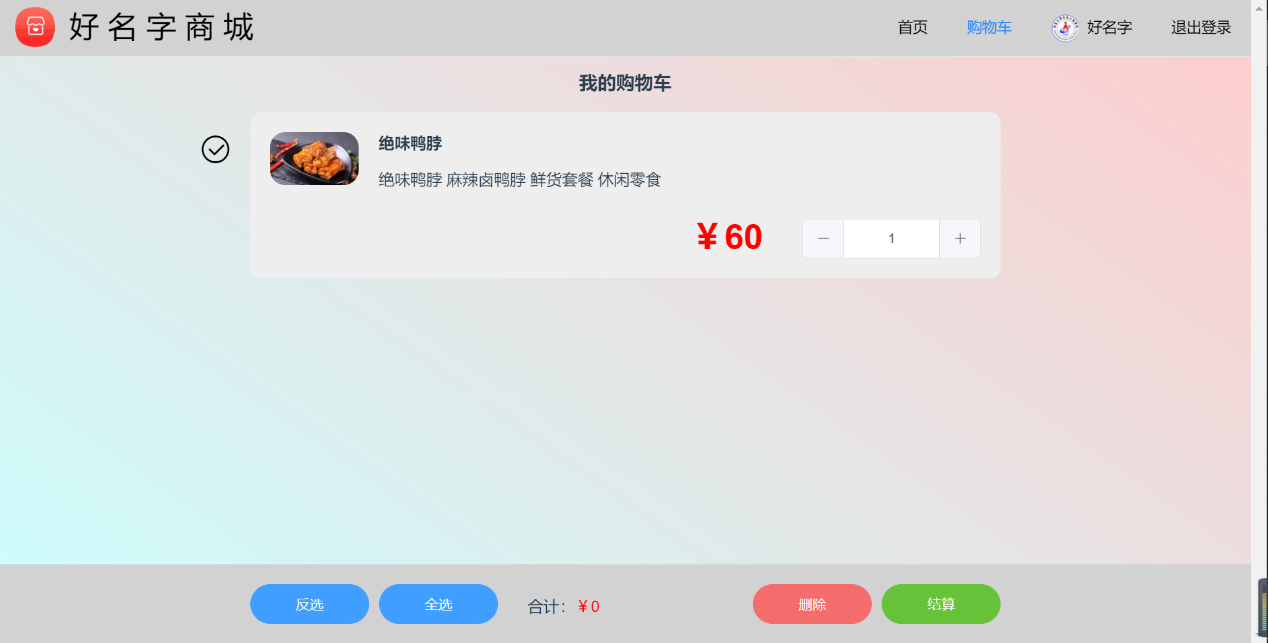 好名字商城
首页 购物车 好名字 退出登录
我的购物车
绝味鸭脖
绝味鸭脖 麻辣卤鸭脖 鲜货套餐 休闲零食
¥ 60 － 1 ＋
反选 全选 合计： ¥ 0 删除 结算